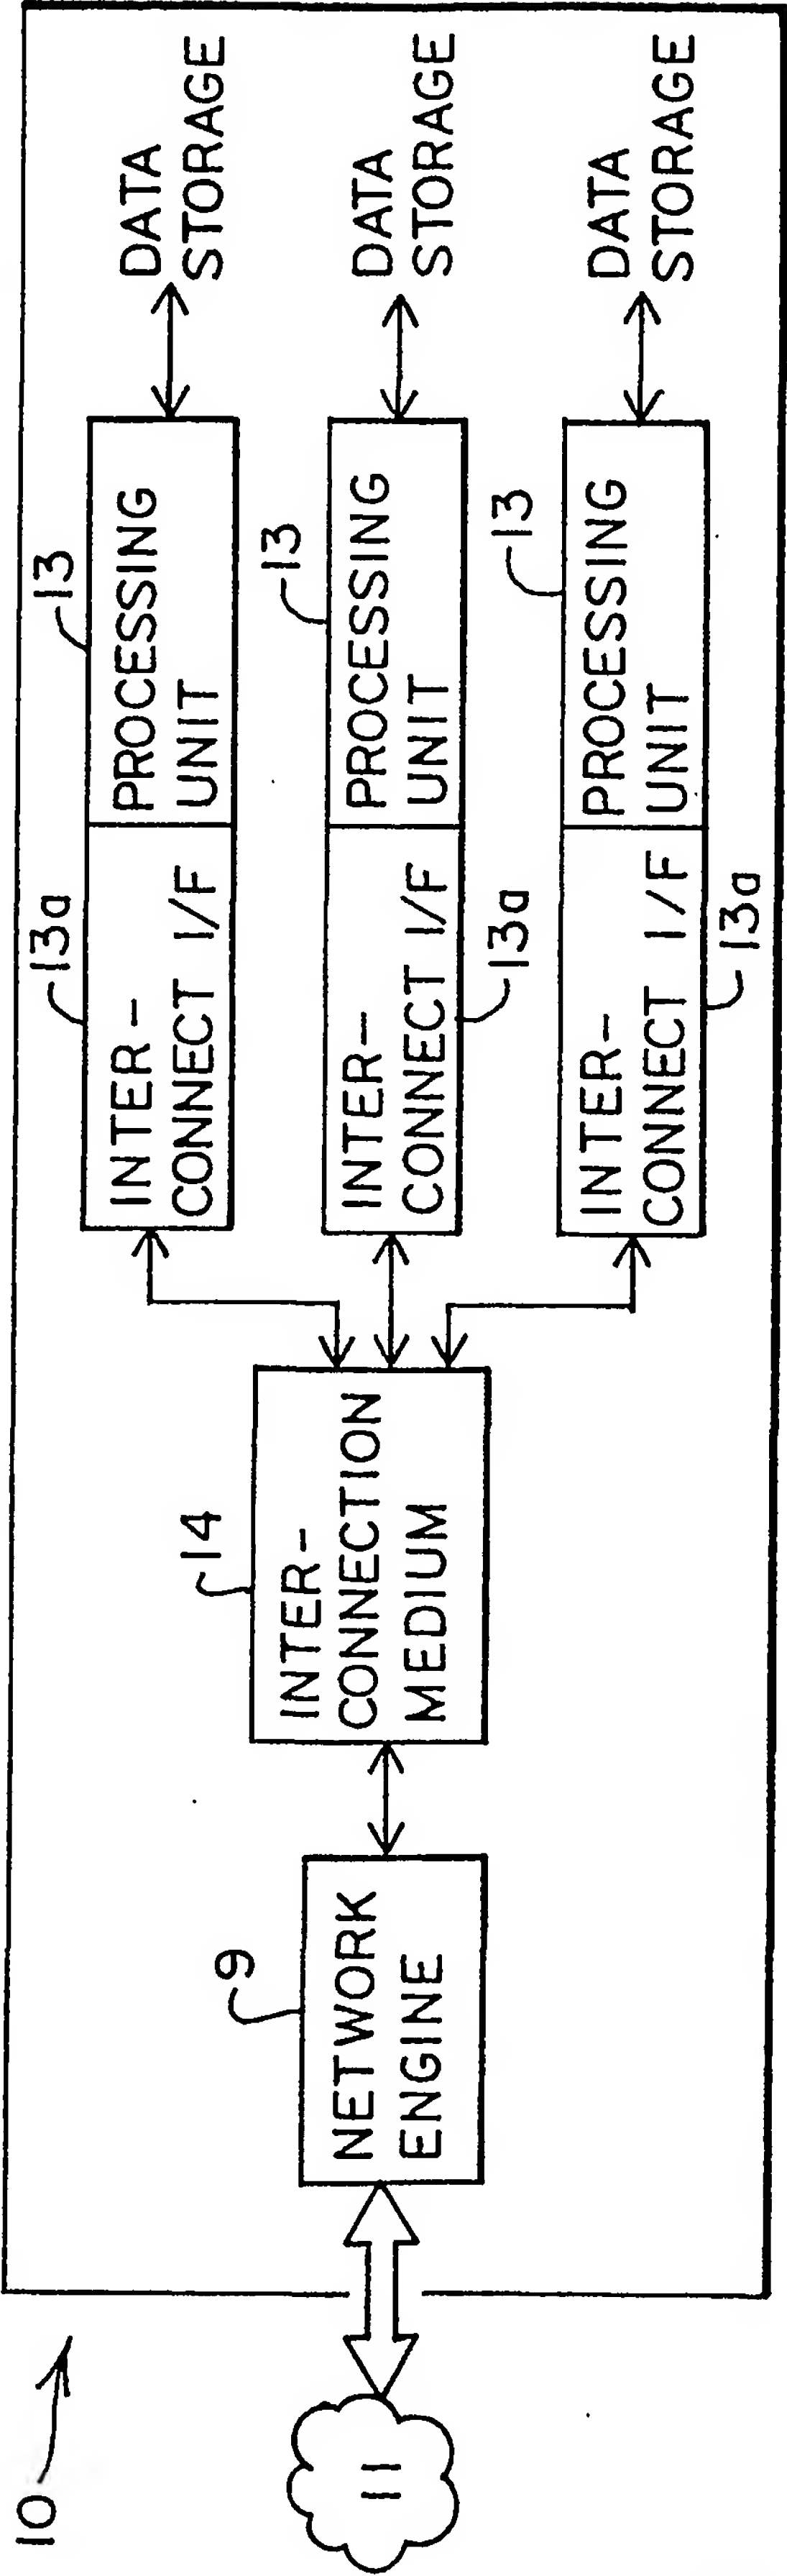 10
11
9
NETWORK
ENGINE
14
INTER-
CONNECTION
MEDIUM
13a
INTER-
CONNECT I/F
13
PROCESSING
UNIT
DATA
STORAGE
INTER-
CONNECT I/F
13a
13
PROCESSING
UNIT
DATA
STORAGE
INTER-
CONNECT I/F
13a
13
PROCESSING
UNIT
DATA
STORAGE